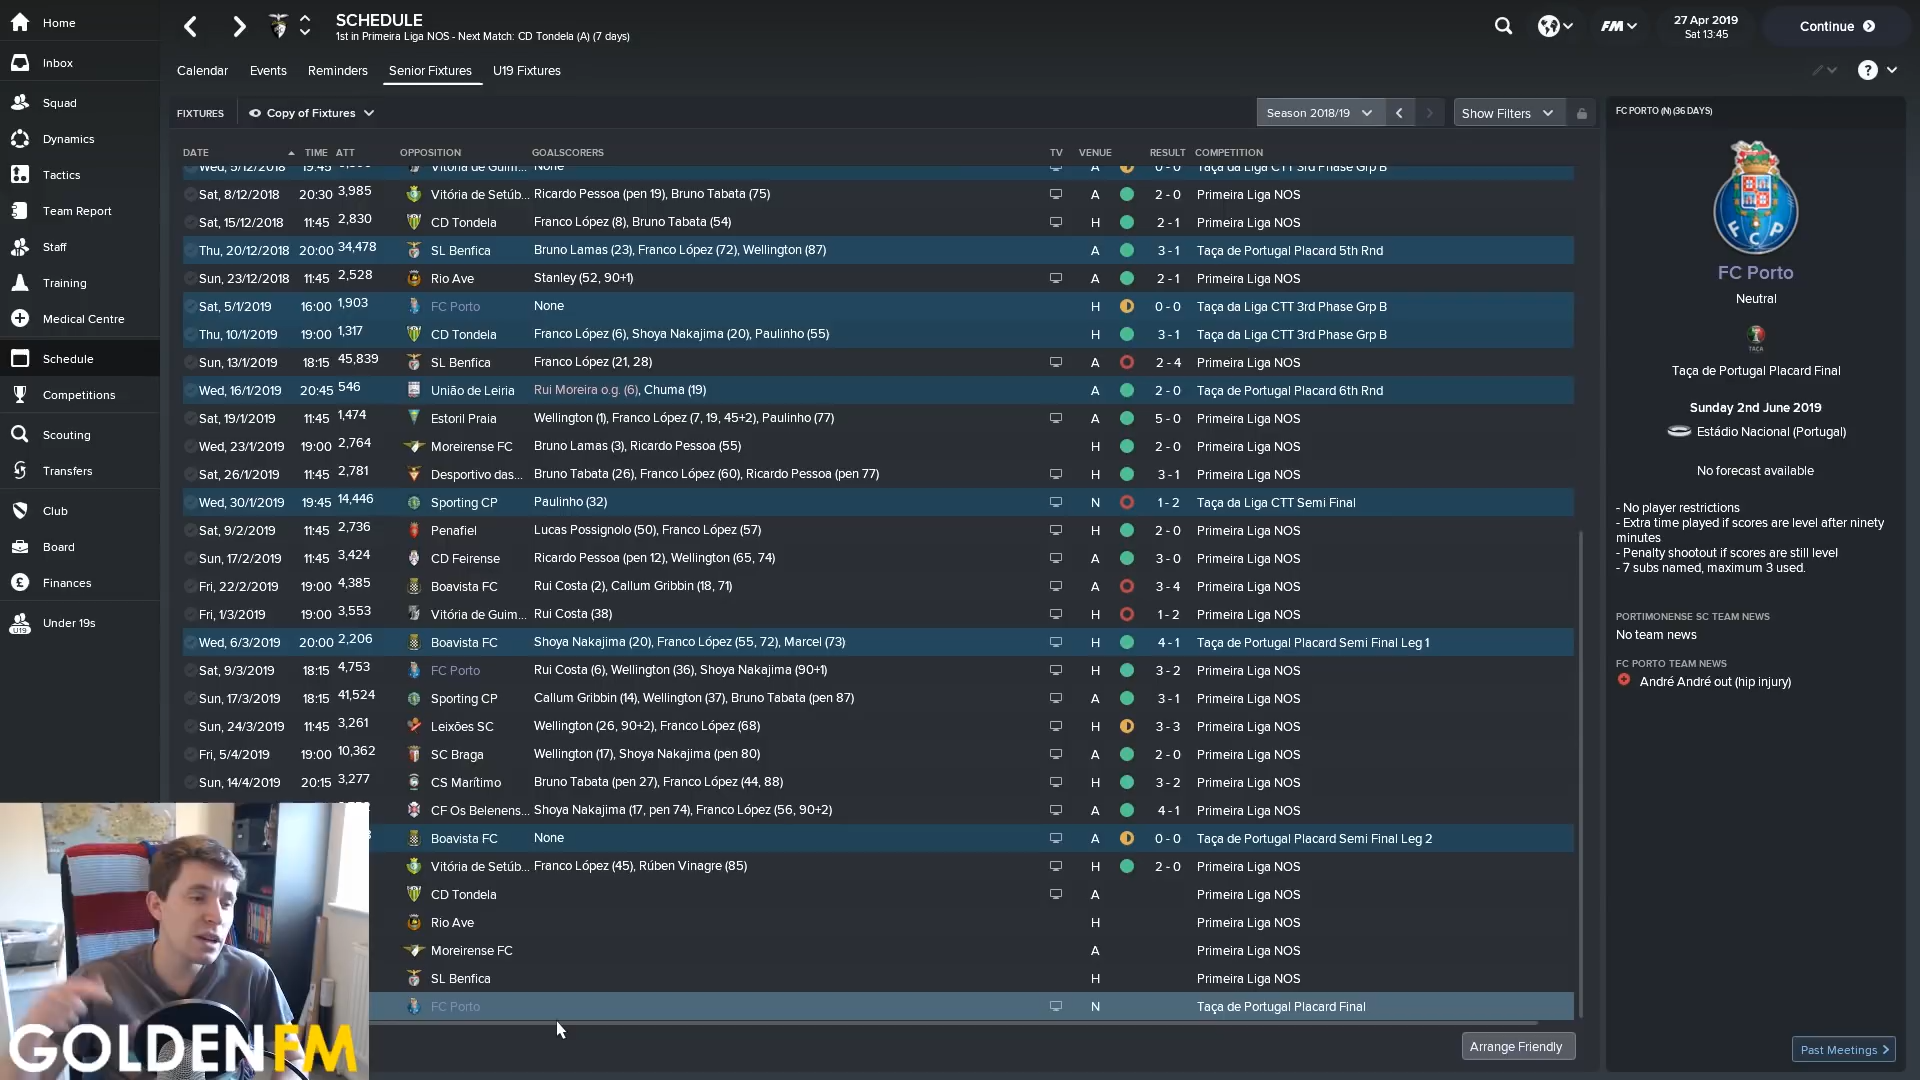 Home
Inbox
Squad
Dynamics
Tactics
Team Report
Staff
Training
Medical Centre
Schedule
Competitions
Scouting
Transfers
Club
Board
Finances
U19 Under 19s
SCHEDULE
1st in Primeira Liga NOS - Next Match: CD Tondela (A) (7 days)
FM
27 Apr 2019
Sat 13:45
Continue
Calendar Events Reminders Senior Fixtures U19 Fixtures
?
FIXTURES Copy of Fixtures Season 2018/19 Show Filters
DATE TIME ATT OPPOSITION GOALSCORERS TV VENUE RESULT COMPETITION
Wed, 5/12/2018 19:45 Vitória de Guim... None A 0 - 0 Taça da Liga CTT 3rd Phase Grp B
Sat, 8/12/2018 20:30 3,985 Vitória de Setúb... Ricardo Pessoa (pen 19), Bruno Tabata (75) A 2 - 0 Primeira Liga NOS
Sat, 15/12/2018 11:45 2,830 CD Tondela Franco López (8), Bruno Tabata (54) H 2 - 1 Primeira Liga NOS
Thu, 20/12/2018 20:00 34,478 SL Benfica Bruno Lamas (23), Franco López (72), Wellington (87) A 3 - 1 Taça de Portugal Placard 5th Rnd
Sun, 23/12/2018 11:45 2,528 Rio Ave Stanley (52, 90+1) A 2 - 1 Primeira Liga NOS
Sat, 5/1/2019 16:00 1,903 FC Porto None H 0 - 0 Taça da Liga CTT 3rd Phase Grp B
Thu, 10/1/2019 19:00 1,317 CD Tondela Franco López (6), Shoya Nakajima (20), Paulinho (55) H 3 - 1 Taça da Liga CTT 3rd Phase Grp B
Sun, 13/1/2019 18:15 45,839 SL Benfica Franco López (21, 28) A 2 - 4 Primeira Liga NOS
Wed, 16/1/2019 20:45 546 União de Leiria Rui Moreira o.g. (6), Chuma (19) A 2 - 0 Taça de Portugal Placard 6th Rnd
Sat, 19/1/2019 11:45 1,474 Estoril Praia Wellington (1), Franco López (7, 19, 45+2), Paulinho (77) A 5 - 0 Primeira Liga NOS
Wed, 23/1/2019 19:00 2,764 Moreirense FC Bruno Lamas (3), Ricardo Pessoa (55) H 2 - 0 Primeira Liga NOS
Sat, 26/1/2019 11:45 2,781 Desportivo das... Bruno Tabata (26), Franco López (60), Ricardo Pessoa (pen 77) H 3 - 1 Primeira Liga NOS
Wed, 30/1/2019 19:45 14,446 Sporting CP Paulinho (32) N 1 - 2 Taça da Liga CTT Semi Final
Sat, 9/2/2019 11:45 2,736 Penafiel Lucas Possignolo (50), Franco López (57) H 2 - 0 Primeira Liga NOS
Sun, 17/2/2019 11:45 3,424 CD Feirense Ricardo Pessoa (pen 12), Wellington (65, 74) A 3 - 0 Primeira Liga NOS
Fri, 22/2/2019 19:00 4,385 Boavista FC Rui Costa (2), Callum Gribbin (18, 71) A 3 - 4 Primeira Liga NOS
Fri, 1/3/2019 19:00 3,553 Vitória de Guim... Rui Costa (38) H 1 - 2 Primeira Liga NOS
Wed, 6/3/2019 20:00 2,206 Boavista FC Shoya Nakajima (20), Franco López (55, 72), Marcel (73) H 4 - 1 Taça de Portugal Placard Semi Final Leg 1
Sat, 9/3/2019 18:15 4,753 FC Porto Rui Costa (6), Wellington (36), Shoya Nakajima (90+1) H 3 - 2 Primeira Liga NOS
Sun, 17/3/2019 18:15 41,524 Sporting CP Callum Gribbin (14), Wellington (37), Bruno Tabata (pen 87) A 3 - 1 Primeira Liga NOS
Sun, 24/3/2019 11:45 3,261 Leixões SC Wellington (26, 90+2), Franco López (68) H 3 - 3 Primeira Liga NOS
Fri, 5/4/2019 19:00 10,362 SC Braga Wellington (17), Shoya Nakajima (pen 80) A 2 - 0 Primeira Liga NOS
Sun, 14/4/2019 20:15 3,277 CS Marítimo Bruno Tabata (pen 27), Franco López (44, 88) H 3 - 2 Primeira Liga NOS
CF Os Belenens... Shoya Nakajima (17, pen 74), Franco López (56, 90+2) A 4 - 1 Primeira Liga NOS
Boavista FC None A 0 - 0 Taça de Portugal Placard Semi Final Leg 2
Vitória de Setúb... Franco López (45), Rúben Vinagre (85) H 2 - 0 Primeira Liga NOS
CD Tondela A Primeira Liga NOS
Rio Ave H Primeira Liga NOS
Moreirense FC A Primeira Liga NOS
SL Benfica H Primeira Liga NOS
FC Porto N Taça de Portugal Placard Final
Arrange Friendly
GOLDENFM
FC PORTO (N) (36 DAYS)
FCP
FC Porto
Neutral
TAÇA
Taça de Portugal Placard Final
Sunday 2nd June 2019
Estádio Nacional (Portugal)
No forecast available
- No player restrictions
- Extra time played if scores are level after ninety
minutes
- Penalty shootout if scores are still level
- 7 subs named, maximum 3 used.
PORTIMONENSE SC TEAM NEWS
No team news
FC PORTO TEAM NEWS
André André out (hip injury)
Past Meetings